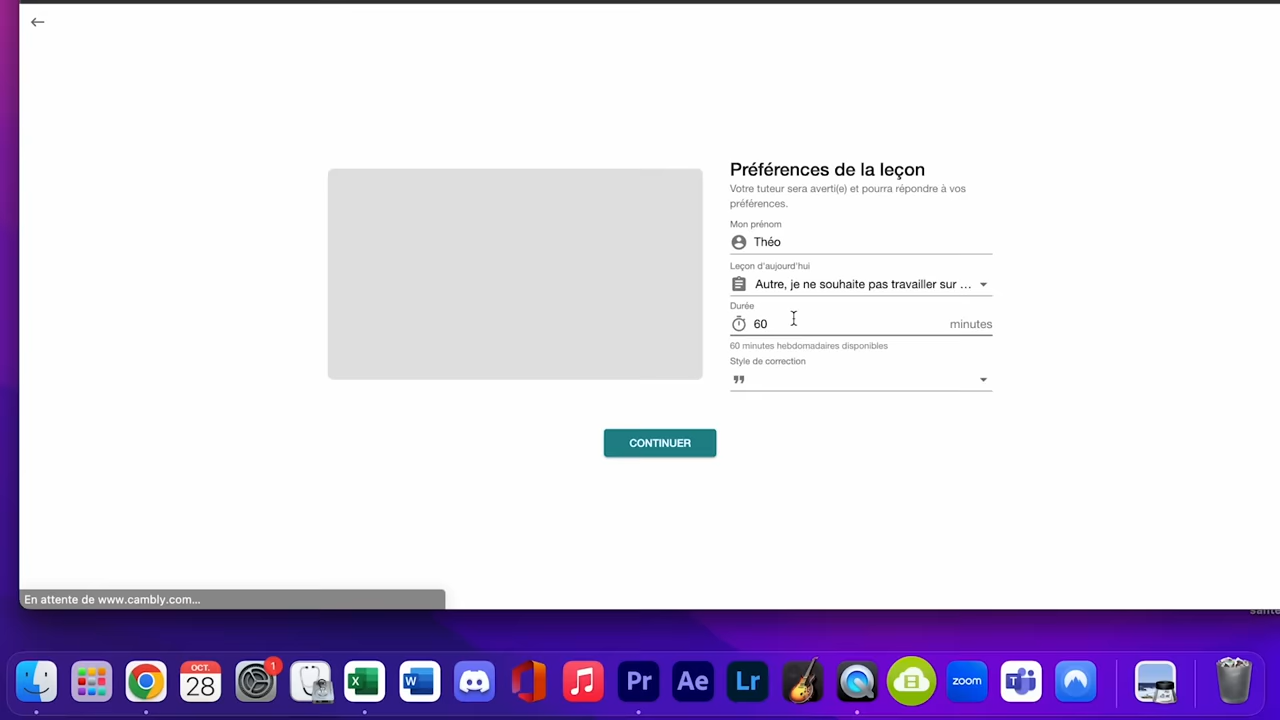 Préférences de la leçon
Votre tuteur sera averti(e) et pourra répondre à vos
préférences.
Mon prénom
Théo
Leçon d'aujourd'hui
Autre, je ne souhaite pas travailler sur ...
Durée
60 minutes
60 minutes hebdomadaires disponibles
Style de correction
CONTINUER
En attente de www.cambly.com...
OCT.
28
1
X
W
Pr
Ae
Lr
zoom
T